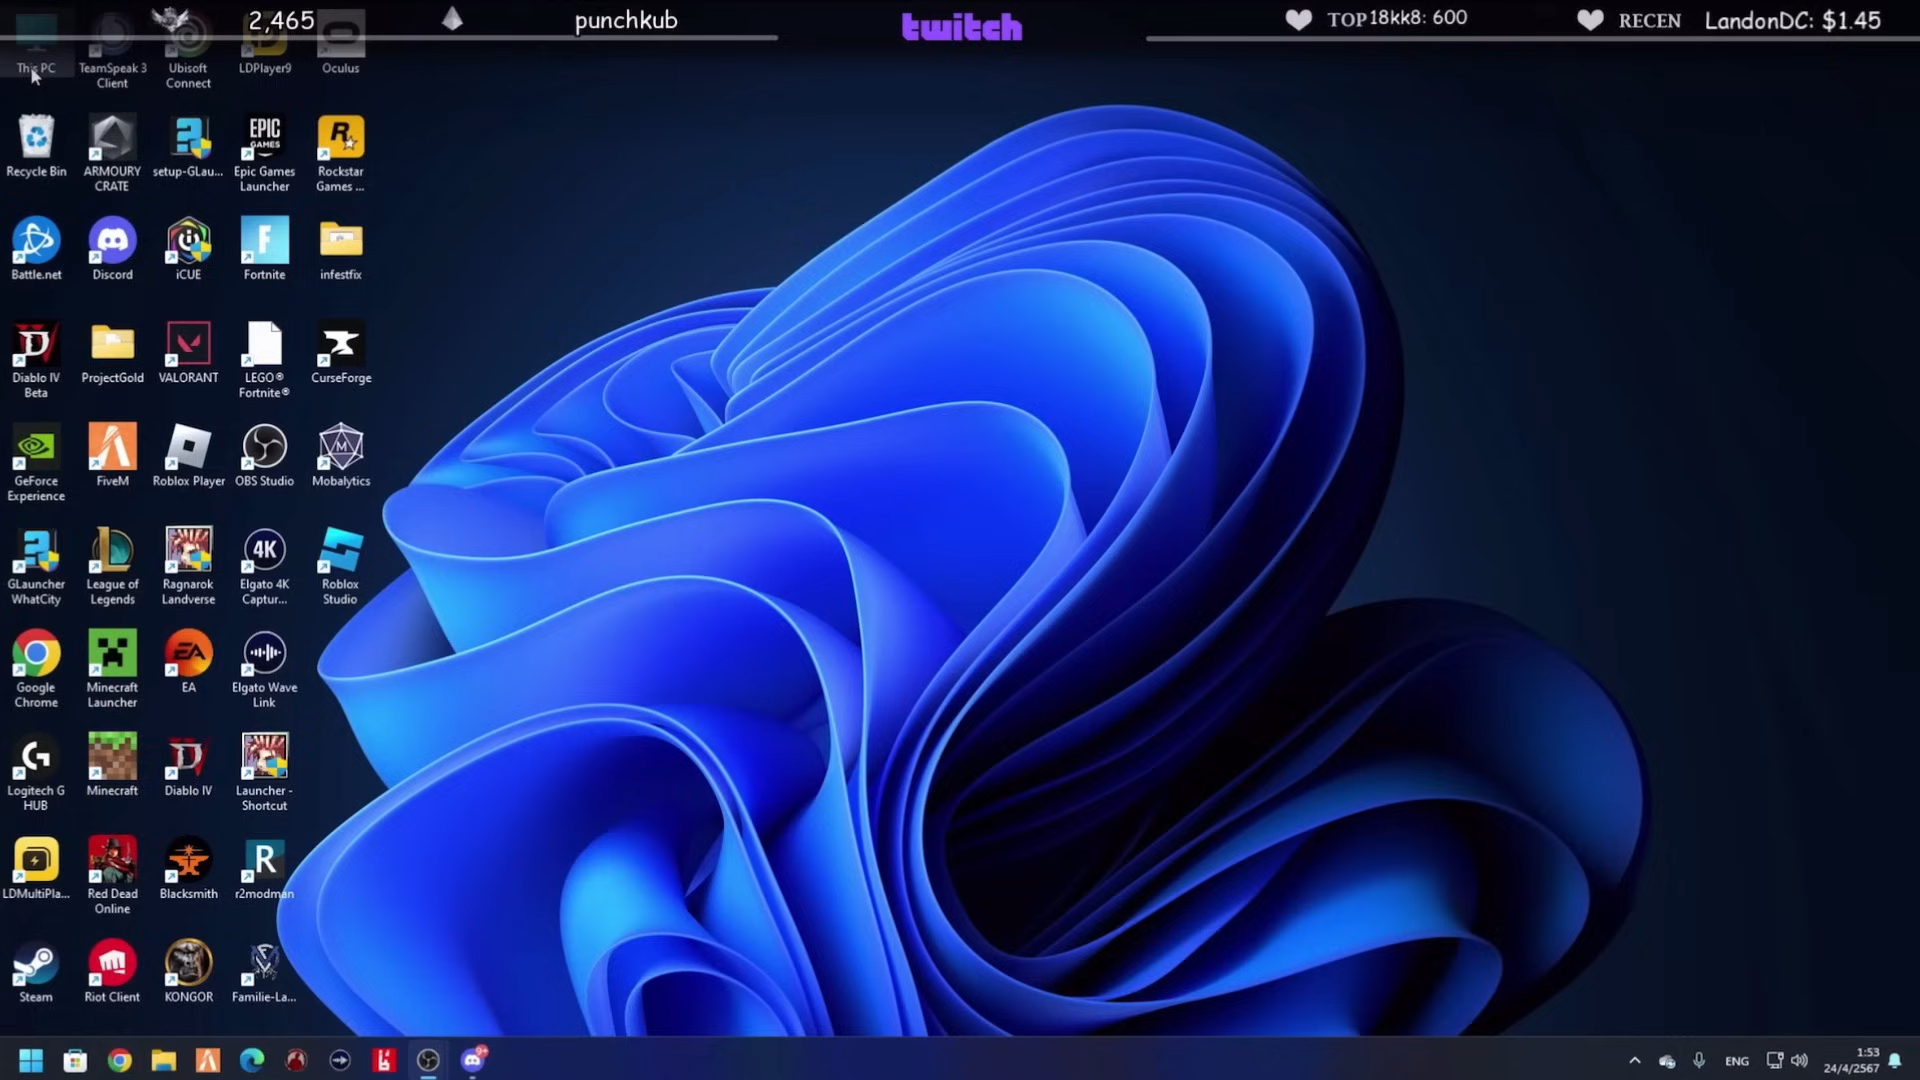 2,465
punchkub
twitch
TOP 18kk8: 600
RECEN LandonDC: $1.45
This PC
TeamSpeak 3
Client
Ubisoft
Connect
LDPlayer9
Oculus
Recycle Bin
ARMOURY
CRATE
setup-GLau...
EPIC
GAMES
Epic Games
Launcher
R
Rockstar
Games ...
Battle.net
Discord
iCUE
F
Fortnite
infestfix
Diablo IV
Beta
ProjectGold
VALORANT
LEGO®
Fortnite®
CurseForge
GeForce
Experience
FiveM
Roblox Player
OBS Studio
M
Mobalytics
GLauncher
WhatCity
League of
Legends
Ragnarok
Landverse
4K
Elgato 4K
Captur...
Roblox
Studio
Google
Chrome
Minecraft
Launcher
EA
EA
Elgato Wave
Link
G
Logitech G
HUB
Minecraft
Diablo IV
Launcher -
Shortcut
LDMultiPla...
Red Dead
Online
Blacksmith
R
r2modman
Steam
Riot Client
KONGOR
Familie-La...
9+
ENG
1:53
24/4/2567